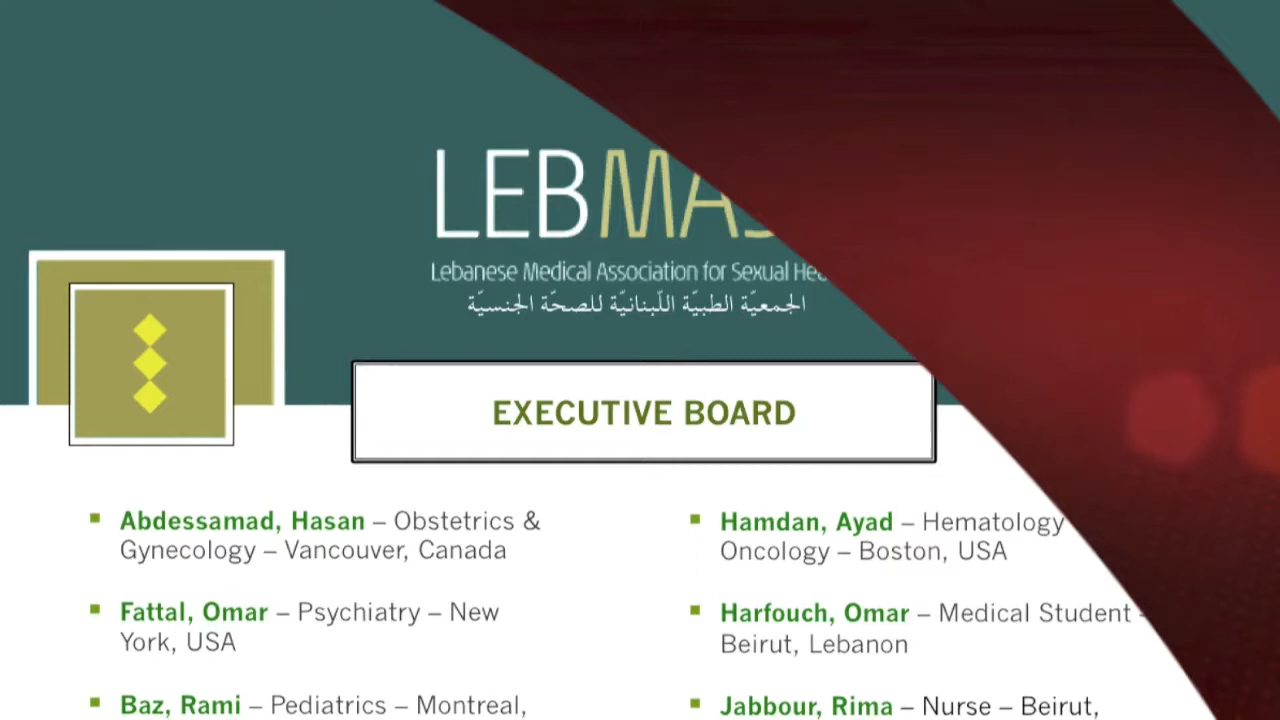 LEBMAS
Lebanese Medical Association for Sexual Hea
الجمعيّة الطبيّة اللّبنانيّة للصحّة الجنسيّة
EXECUTIVE BOARD
Abdessamad, Hasan – Obstetrics &
Gynecology – Vancouver, Canada
Fattal, Omar – Psychiatry – New
York, USA
Baz, Rami – Pediatrics – Montreal,
Hamdan, Ayad – Hematology
Oncology – Boston, USA
Harfouch, Omar – Medical Student –
Beirut, Lebanon
Jabbour, Rima – Nurse – Beirut,